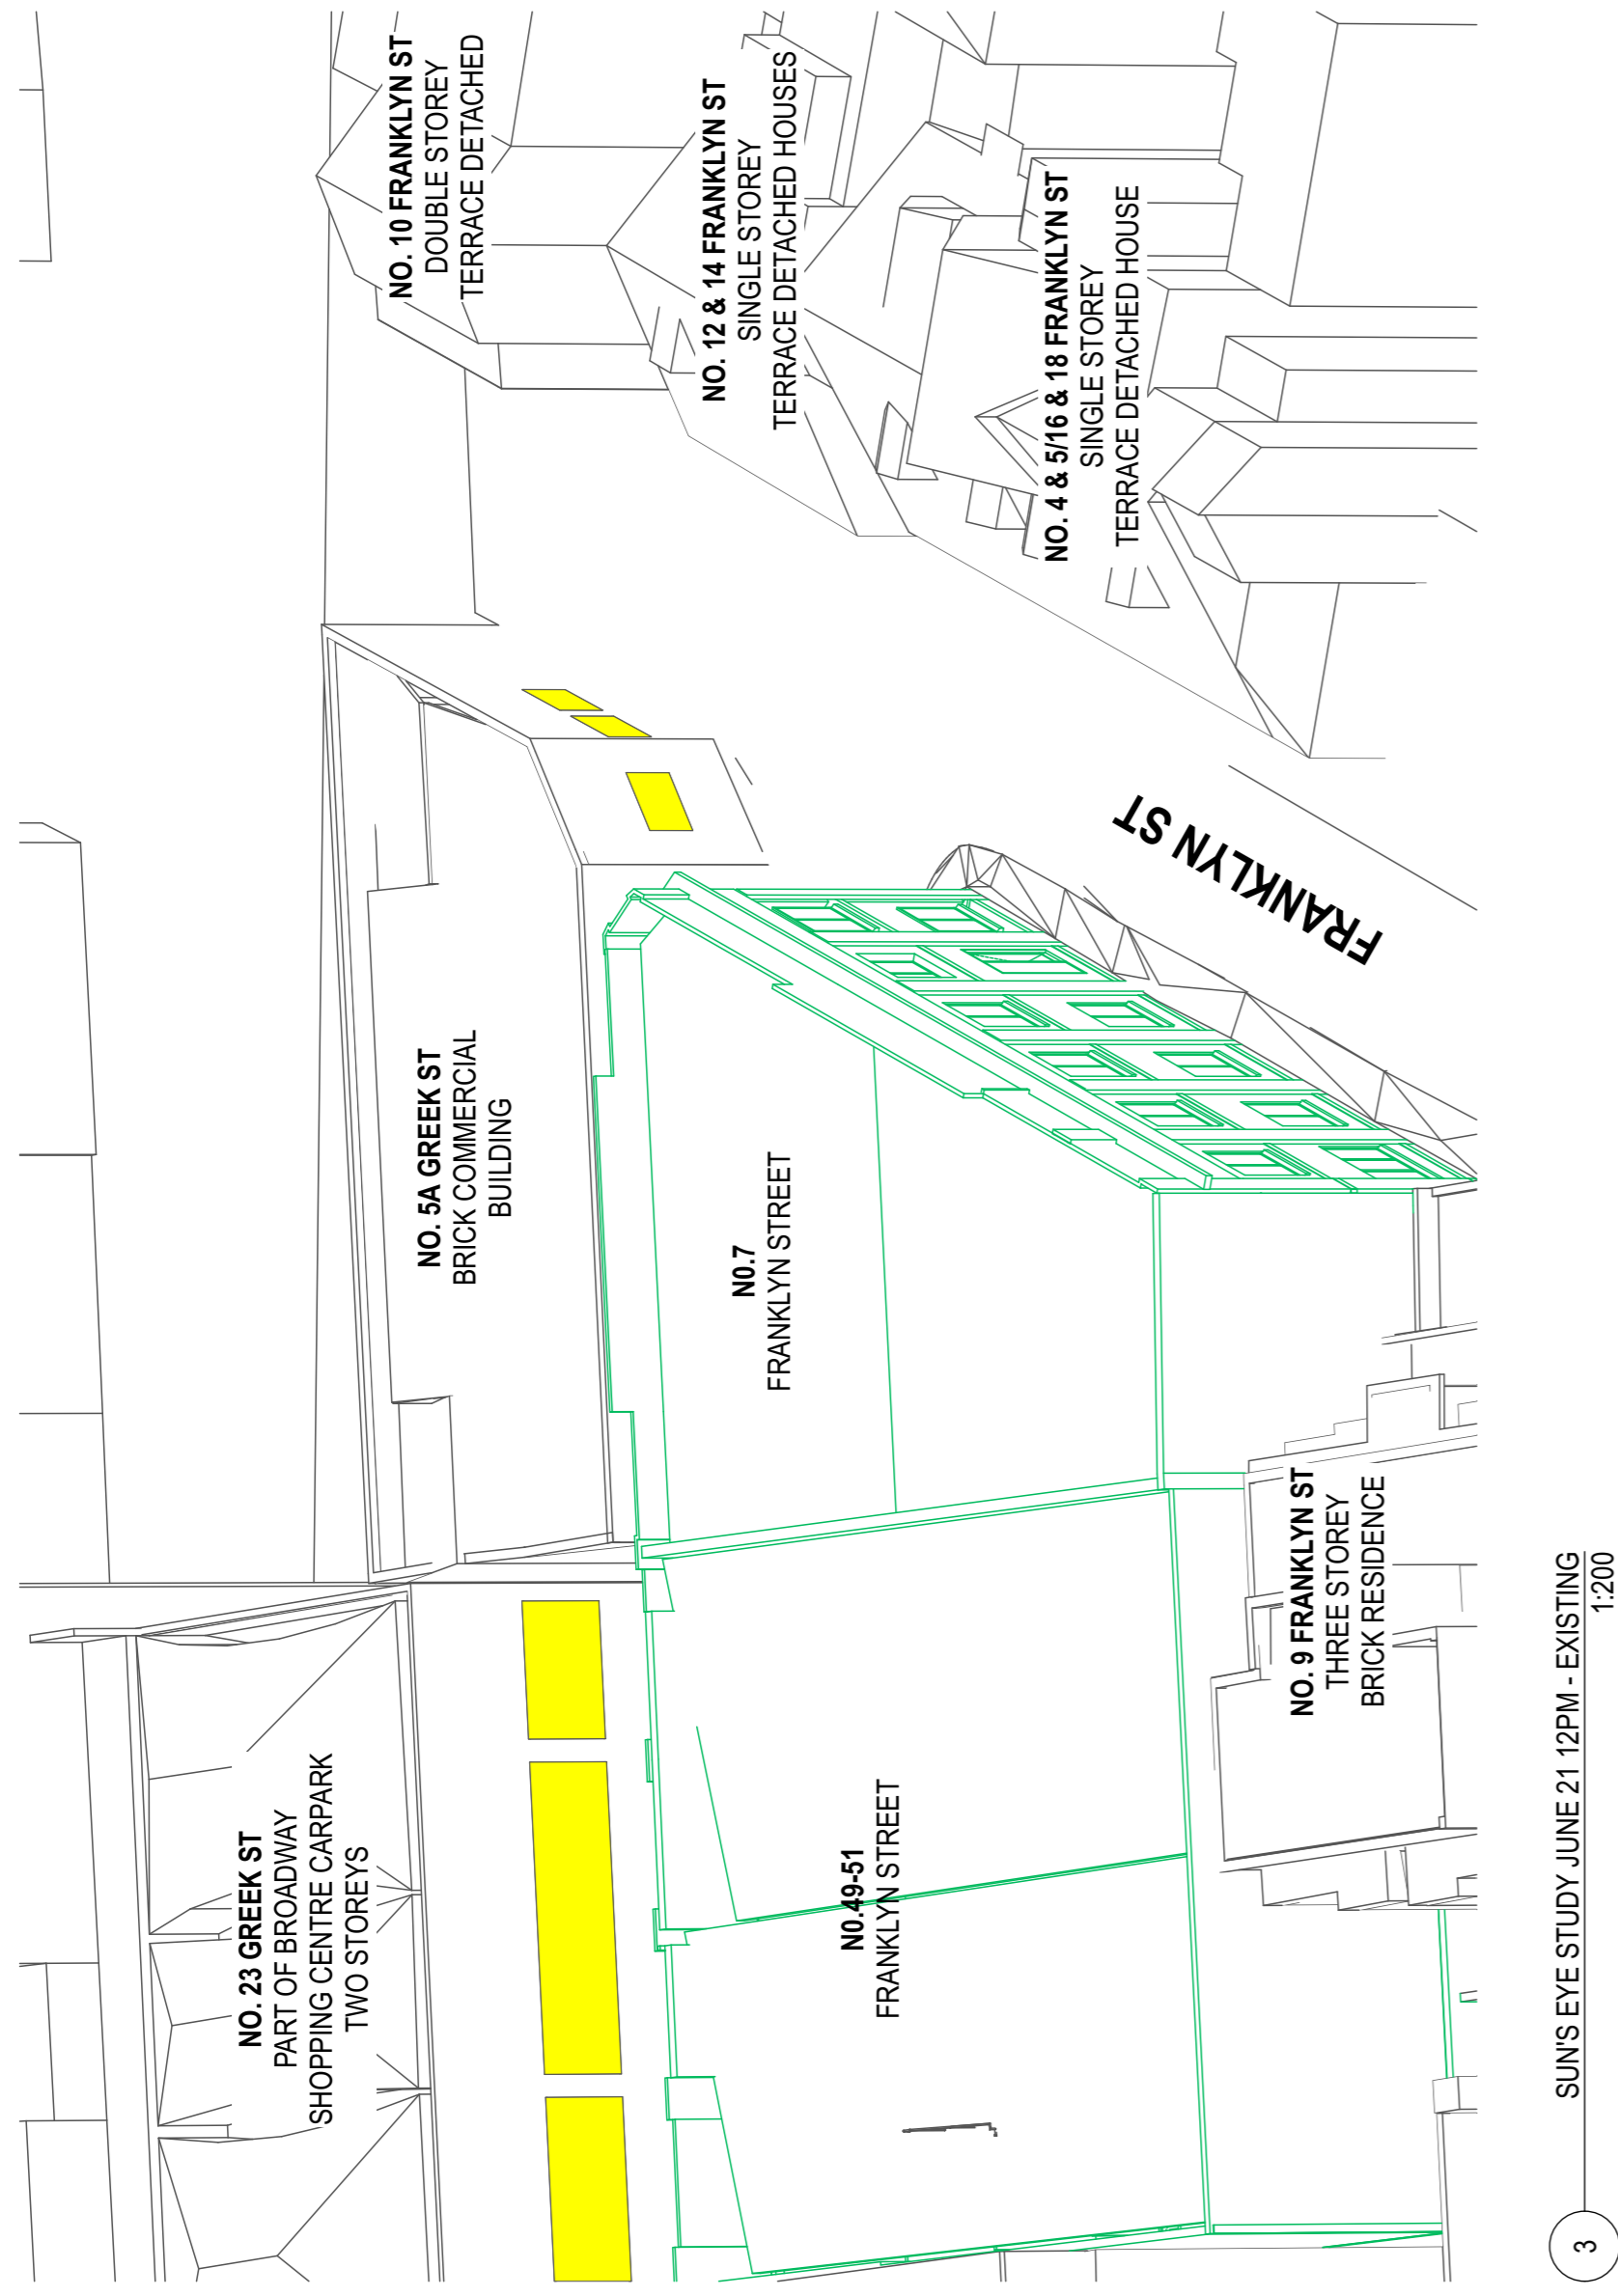 NO. 23 GREEK ST
PART OF BROADWAY
SHOPPING CENTRE CARPARK
TWO STOREYS
NO. 5A GREEK ST
BRICK COMMERCIAL
BUILDING
NO. 10 FRANKLYN ST
DOUBLE STOREY
TERRACE DETACHED
NO. 12 & 14 FRANKLYN ST
SINGLE STOREY
TERRACE DETACHED HOUSES
NO. 4 & 5/16 & 18 FRANKLYN ST
SINGLE STOREY
TERRACE DETACHED HOUSE
N0.7
FRANKLYN STREET
N0.49-51
FRANKLYN STREET
FRANKLYN ST
NO. 9 FRANKLYN ST
THREE STOREY
BRICK RESIDENCE
3
SUN'S EYE STUDY JUNE 21 12PM - EXISTING
1:200